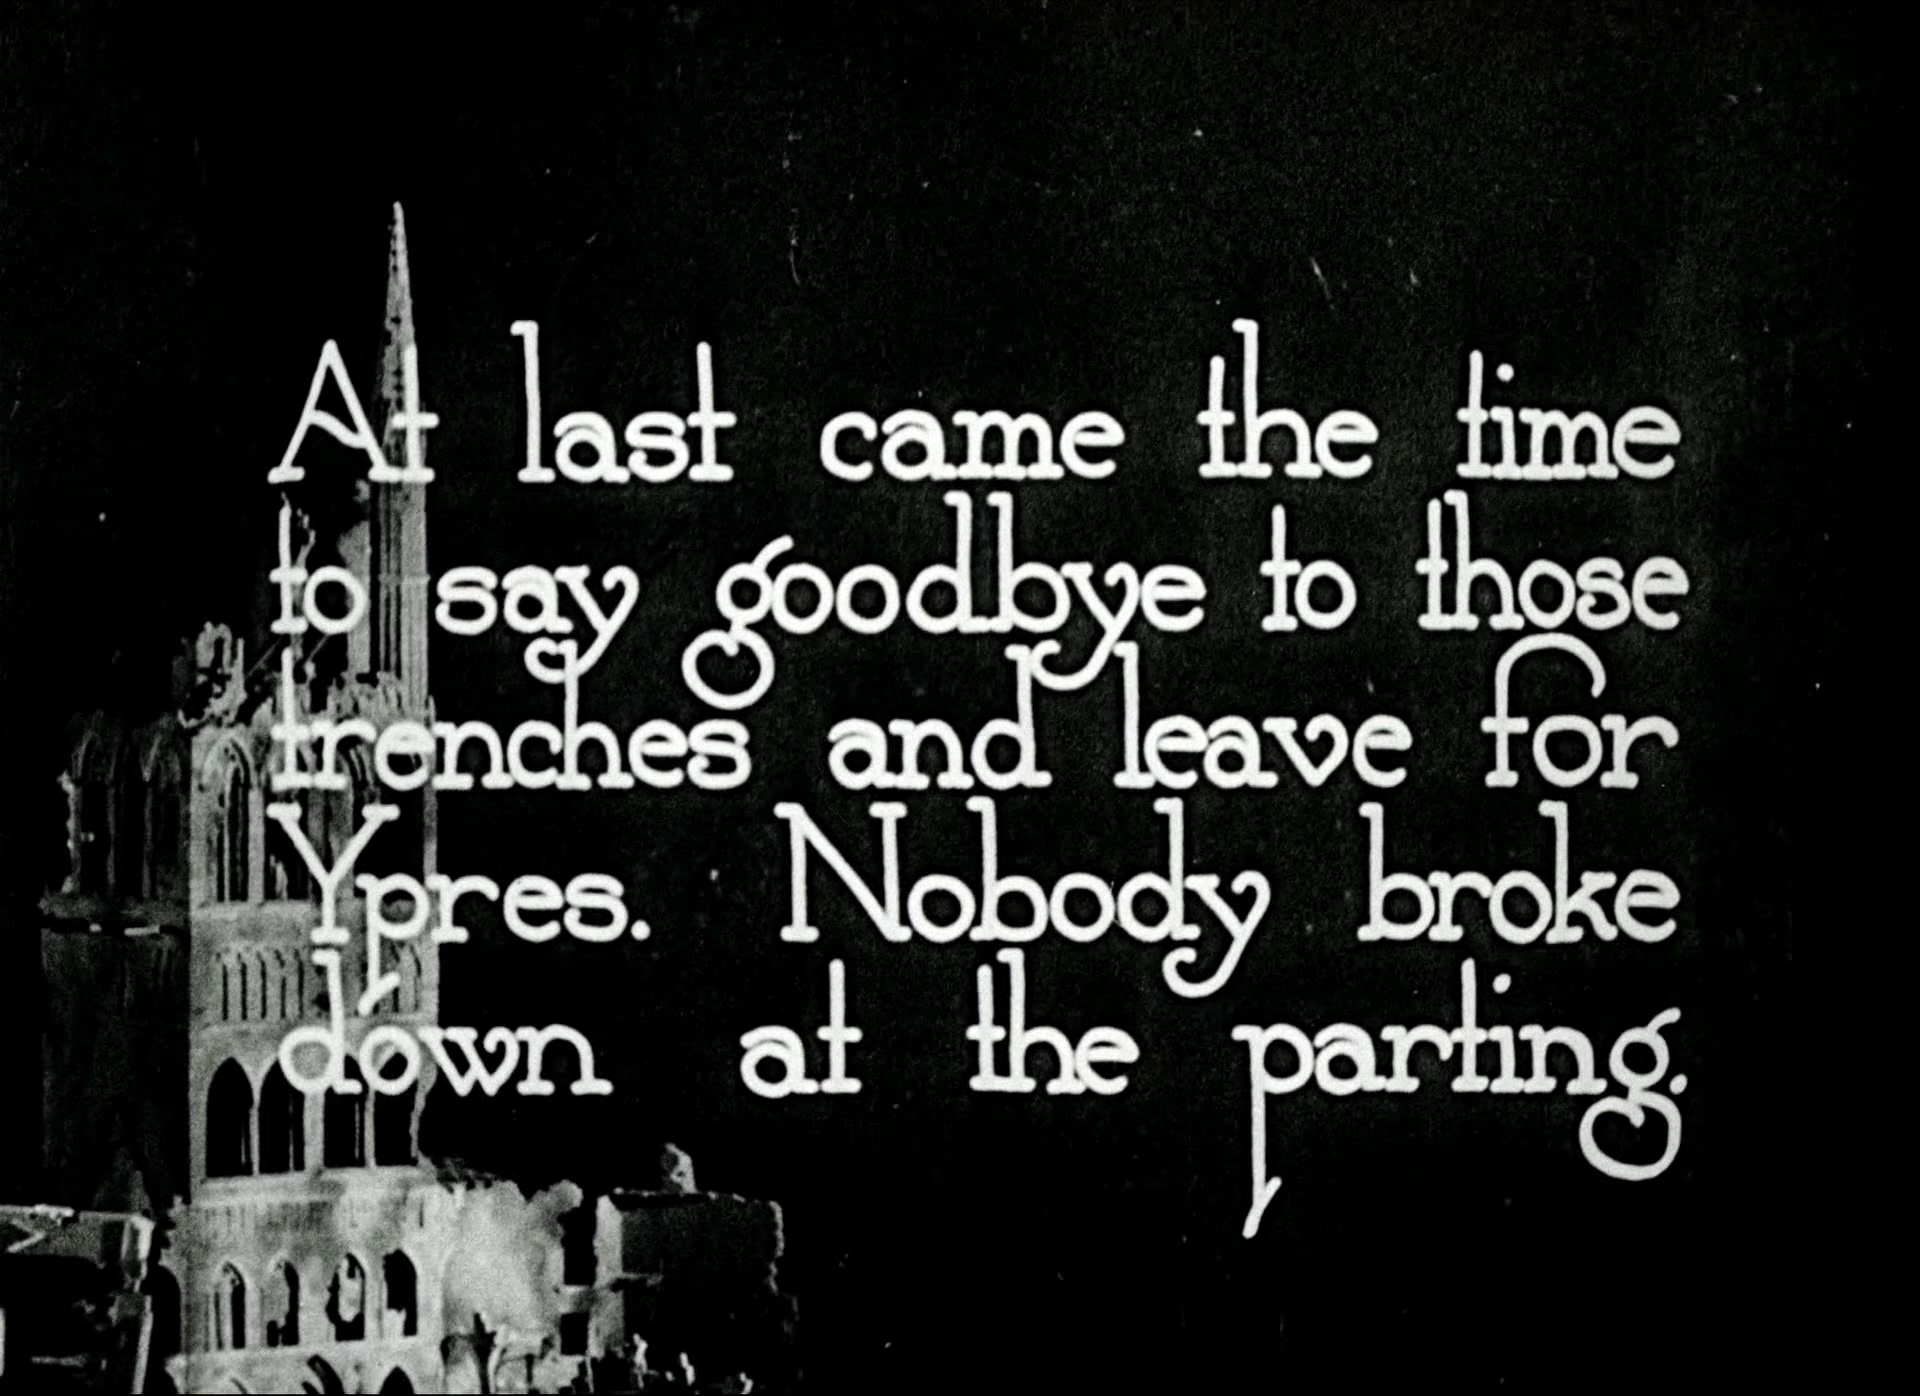 At last came the time
to say goodbye to those
trenches and leave for
Ypres. Nobody broke
down at the parting.